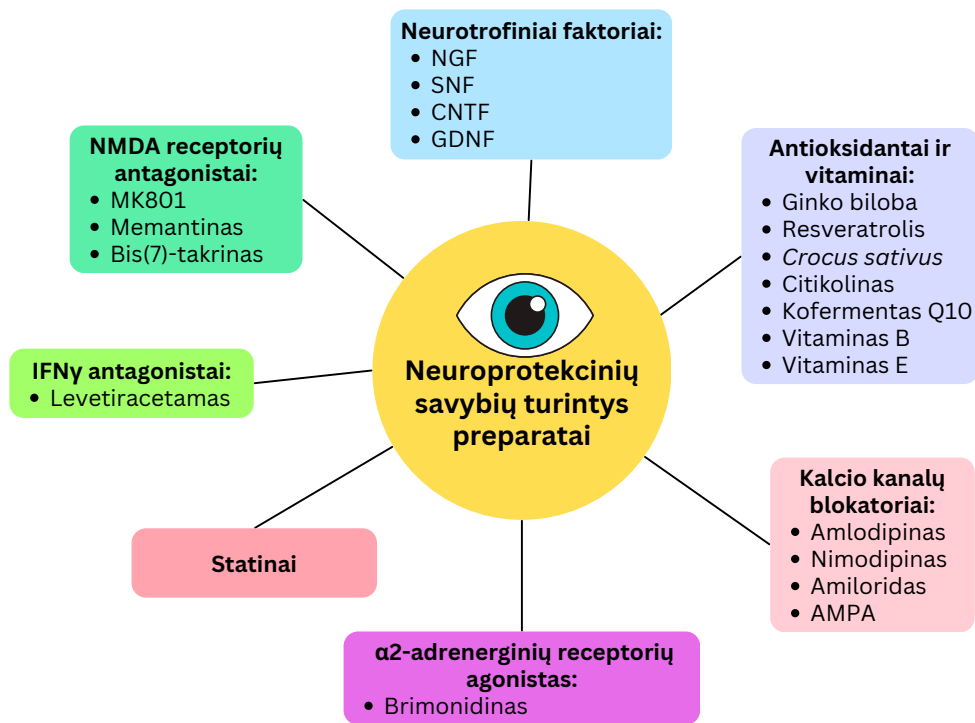 Neurotrofiniai faktoriai:
• NGF
• SNF
• CNTF
• GDNF
NMDA receptorių
antagonistai:
• MK801
• Memantinas
• Bis(7)-takrinas
Antioksidantai ir
vitaminai:
• Ginko biloba
• Resveratrolis
• Crocus sativus
• Citikolinas
• Kofermentas Q10
• Vitaminas B
• Vitaminas E
Neuroprotekcinių
savybių turintys
preparatai
IFNγ antagonistai:
• Levetiracetamas
Kalcio kanalų
blokatoriai:
• Amlodipinas
• Nimodipinas
• Amiloridas
• AMPA
Statinai
α2-adrenerginių receptorių
agonistas:
• Brimonidinas